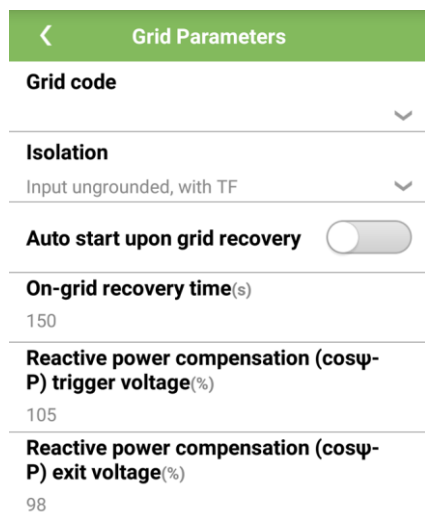 Grid Parameters
Grid code
Isolation
Input ungrounded, with TF
Auto start upon grid recovery
On-grid recovery time(s)
150
Reactive power compensation (cosψ-
P) trigger voltage(%)
105
Reactive power compensation (cosψ-
P) exit voltage(%)
98